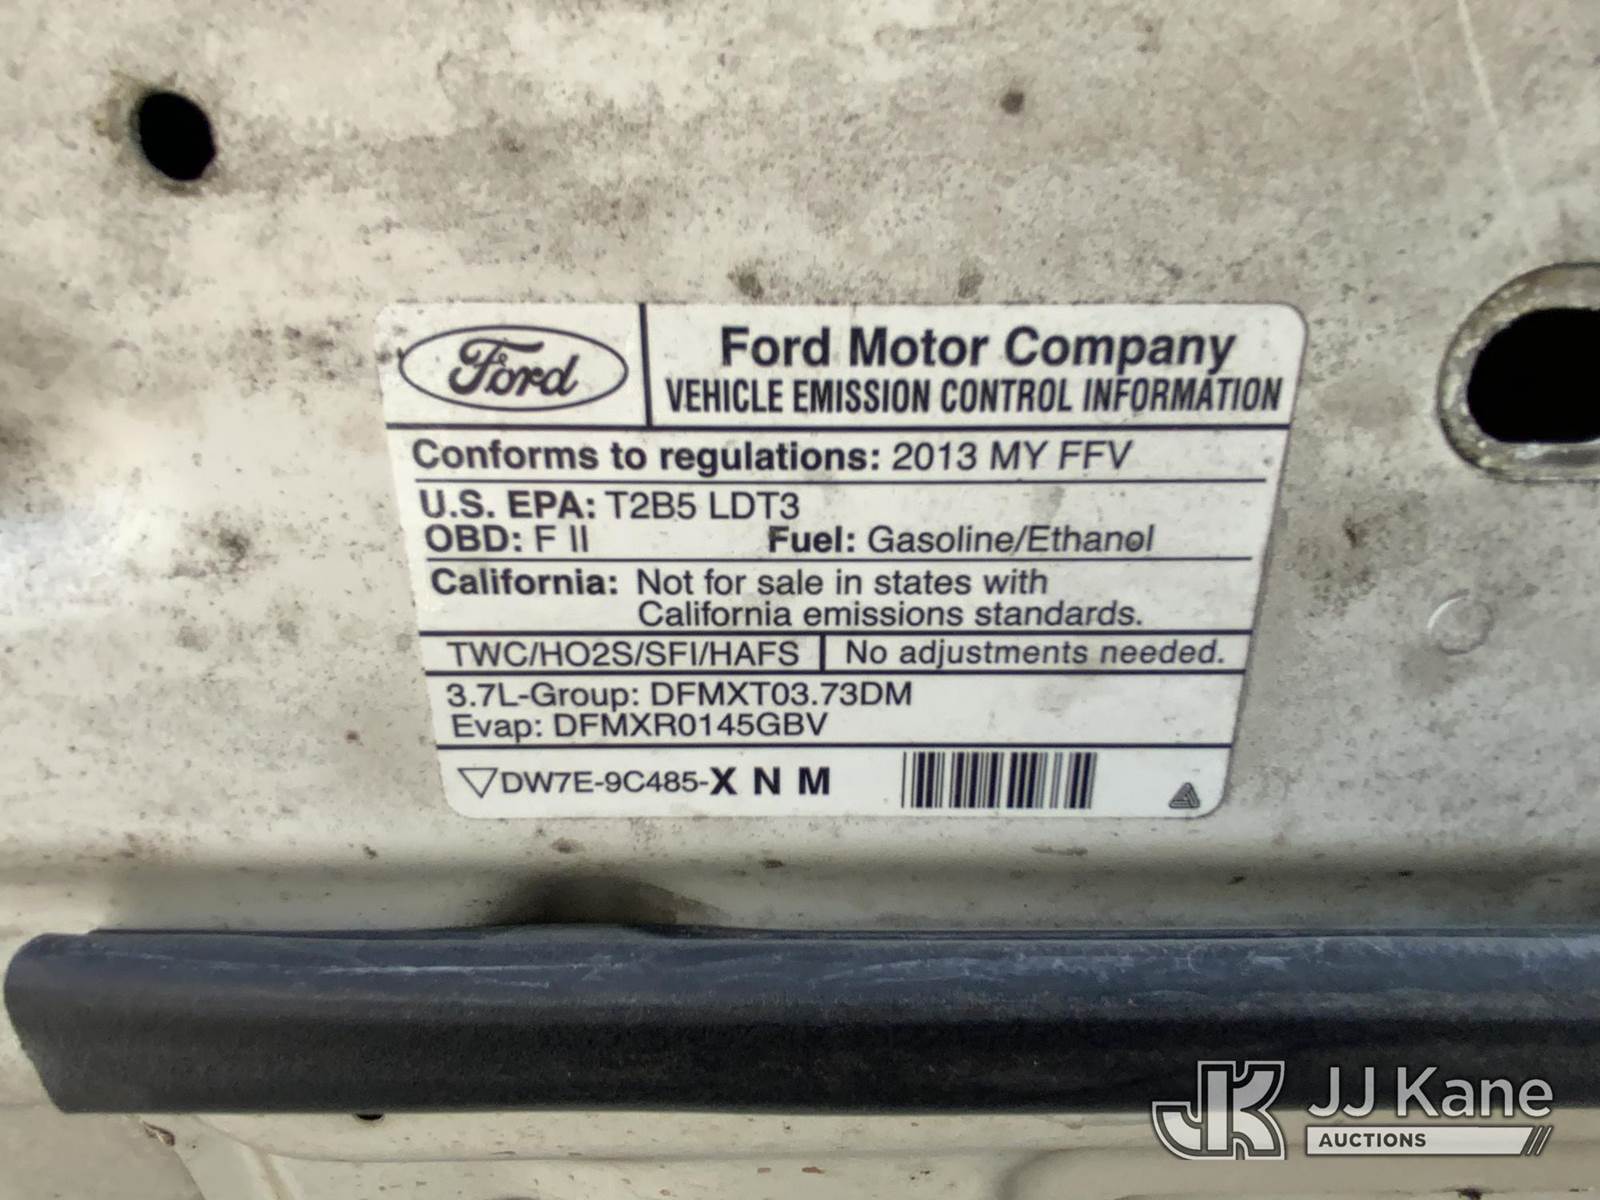 Ford
Ford Motor Company
VEHICLE EMISSION CONTROL INFORMATION
Conforms to regulations: 2013 MY FFV
U.S. EPA: T2B5 LDT3
OBD: F II Fuel: Gasoline/Ethanol
California: Not for sale in states with
California emissions standards.
TWC/HO2S/SFI/HAFS No adjustments needed.
3.7L-Group: DFMXT03.73DM
Evap: DFMXR0145GBV
DW7E-9C485-X N M
JK JJ Kane
AUCTIONS